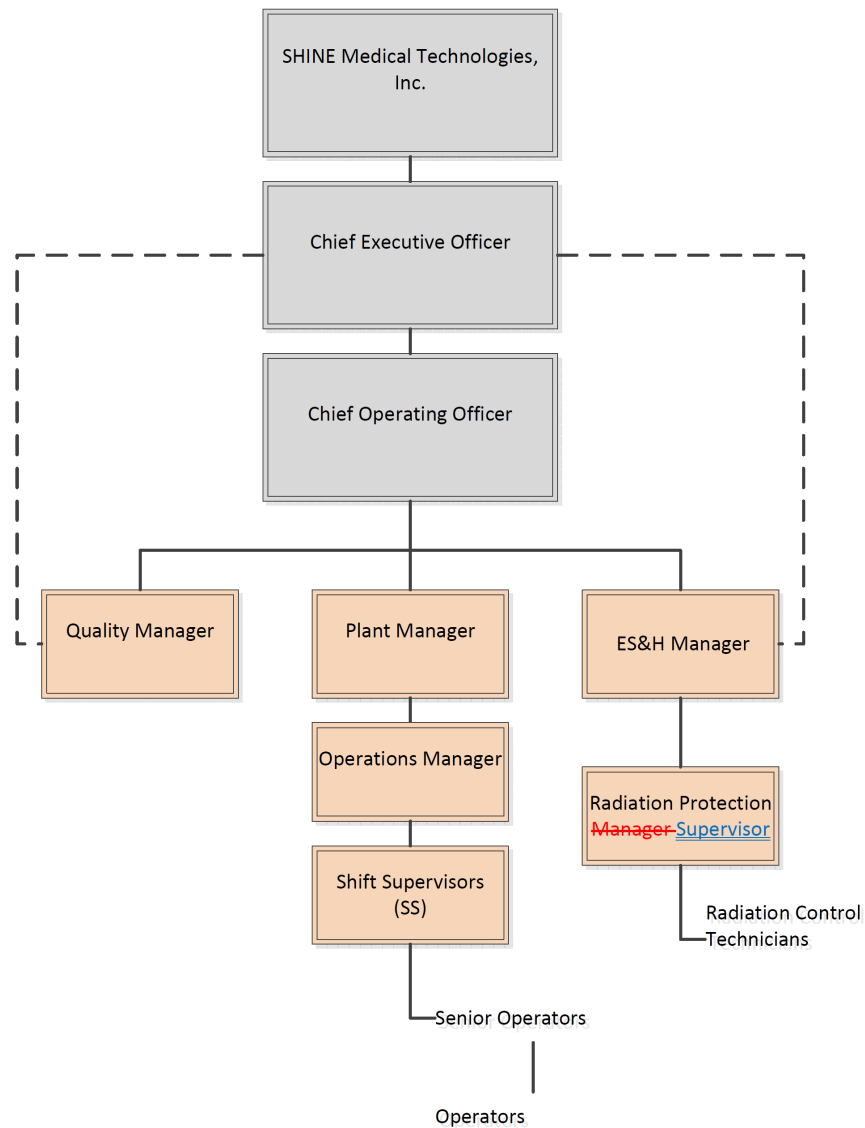 SHINE Medical Technologies,
Inc.
Chief Executive Officer
Chief Operating Officer
Quality Manager
Plant Manager
ES&H Manager
Operations Manager
Radiation Protection
Manager Supervisor
Shift Supervisors
(SS)
Radiation Control
Technicians
Senior Operators
Operators